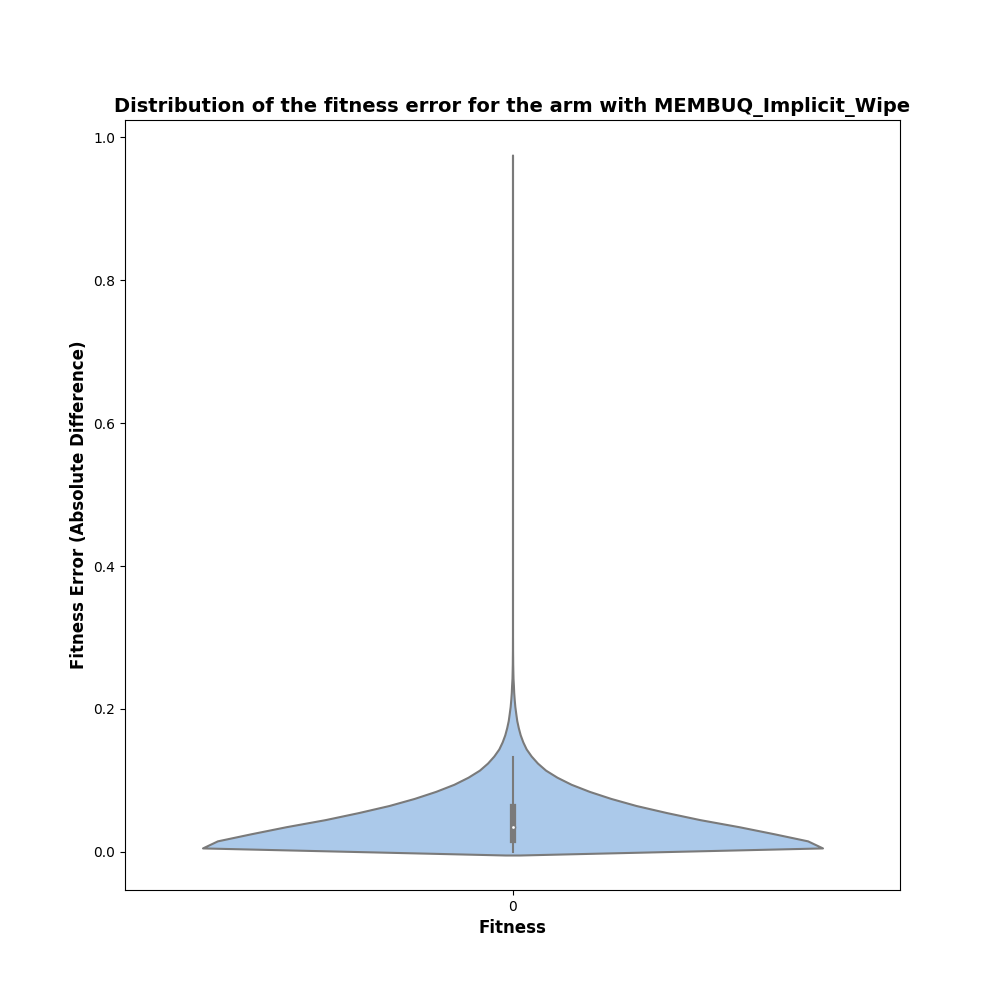 Distribution of the fitness error for the arm with MEMBUQ_Implicit_Wipe
1.0
0.8
0.6
0.4
0.2
0.0
Fitness Error (Absolute Difference)
0
Fitness